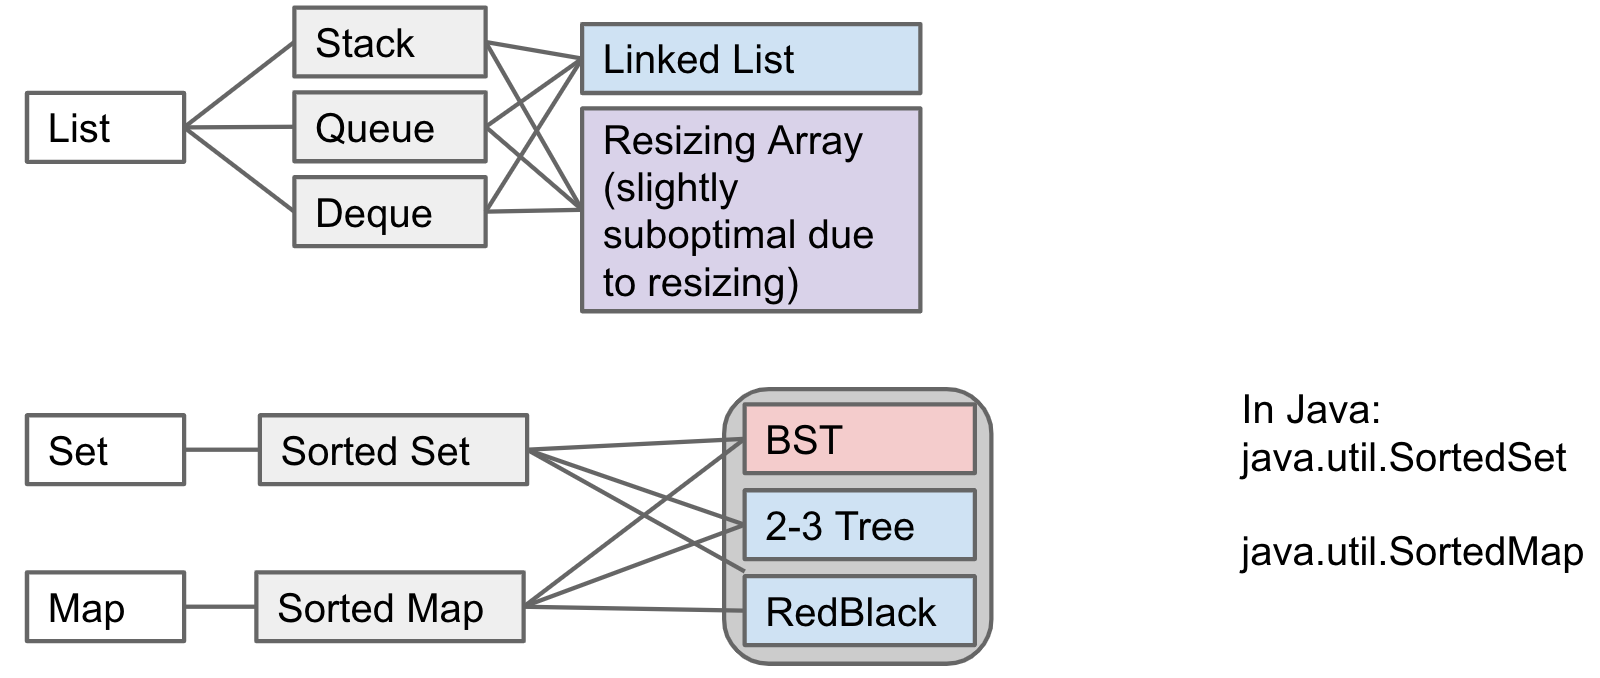 List
Stack
Queue
Deque
Linked List
Resizing Array
(slightly
suboptimal due
to resizing)
Set
Sorted Set
Map
Sorted Map
BST
2-3 Tree
RedBlack
In Java:
java.util.SortedSet
java.util.SortedMap